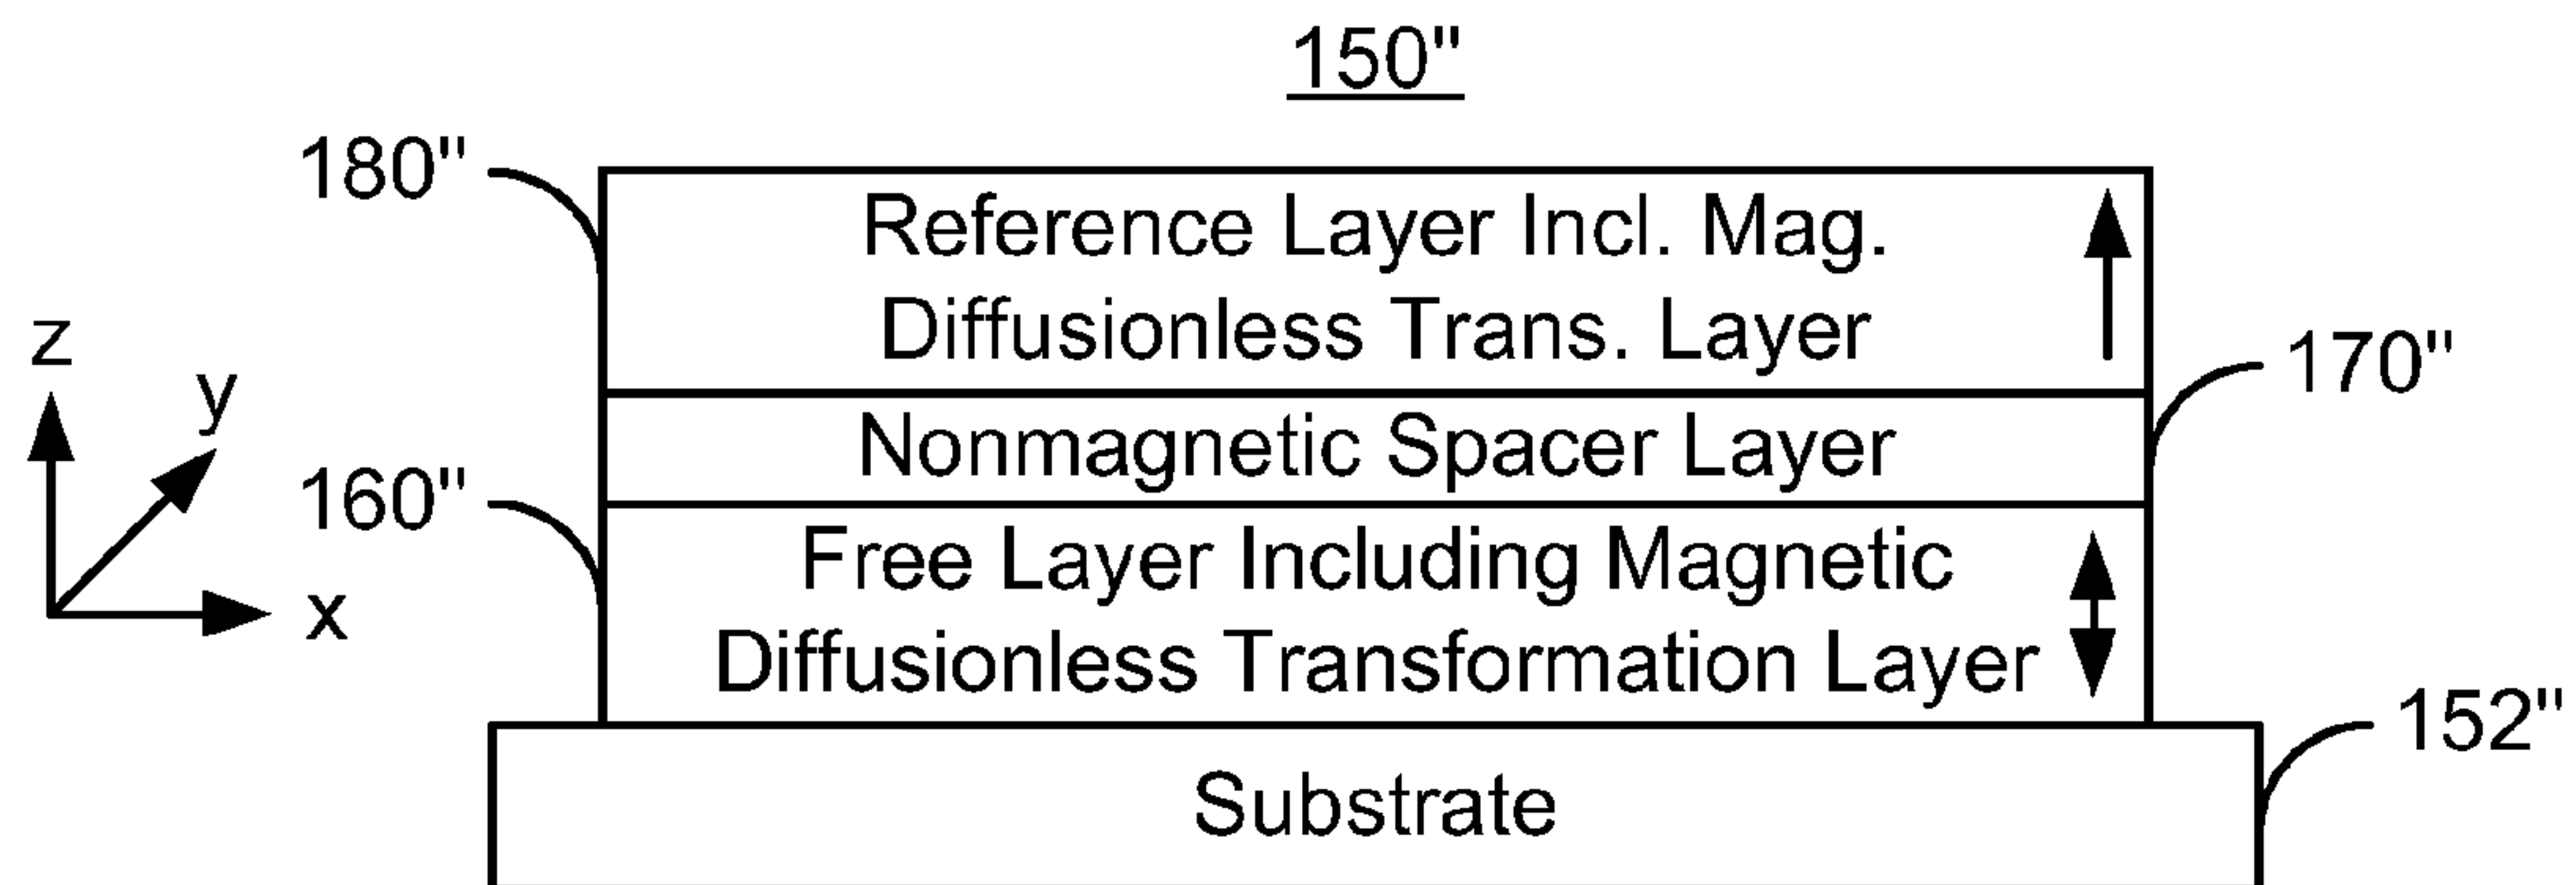 150"
180"
Reference Layer Incl. Mag.
Diffusionless Trans. Layer
170"
z
y
x
Nonmagnetic Spacer Layer
160"
Free Layer Including Magnetic
Diffusionless Transformation Layer
152"
Substrate